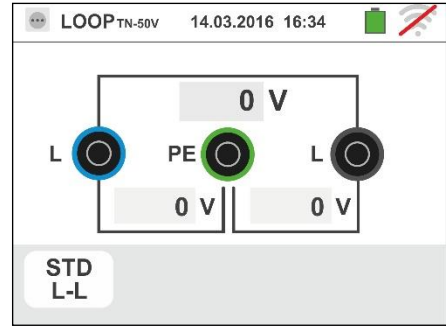 LOOP TN-50V 14.03.2016 16:34
0 V
L PE L
0 V 0 V
STD
L-L